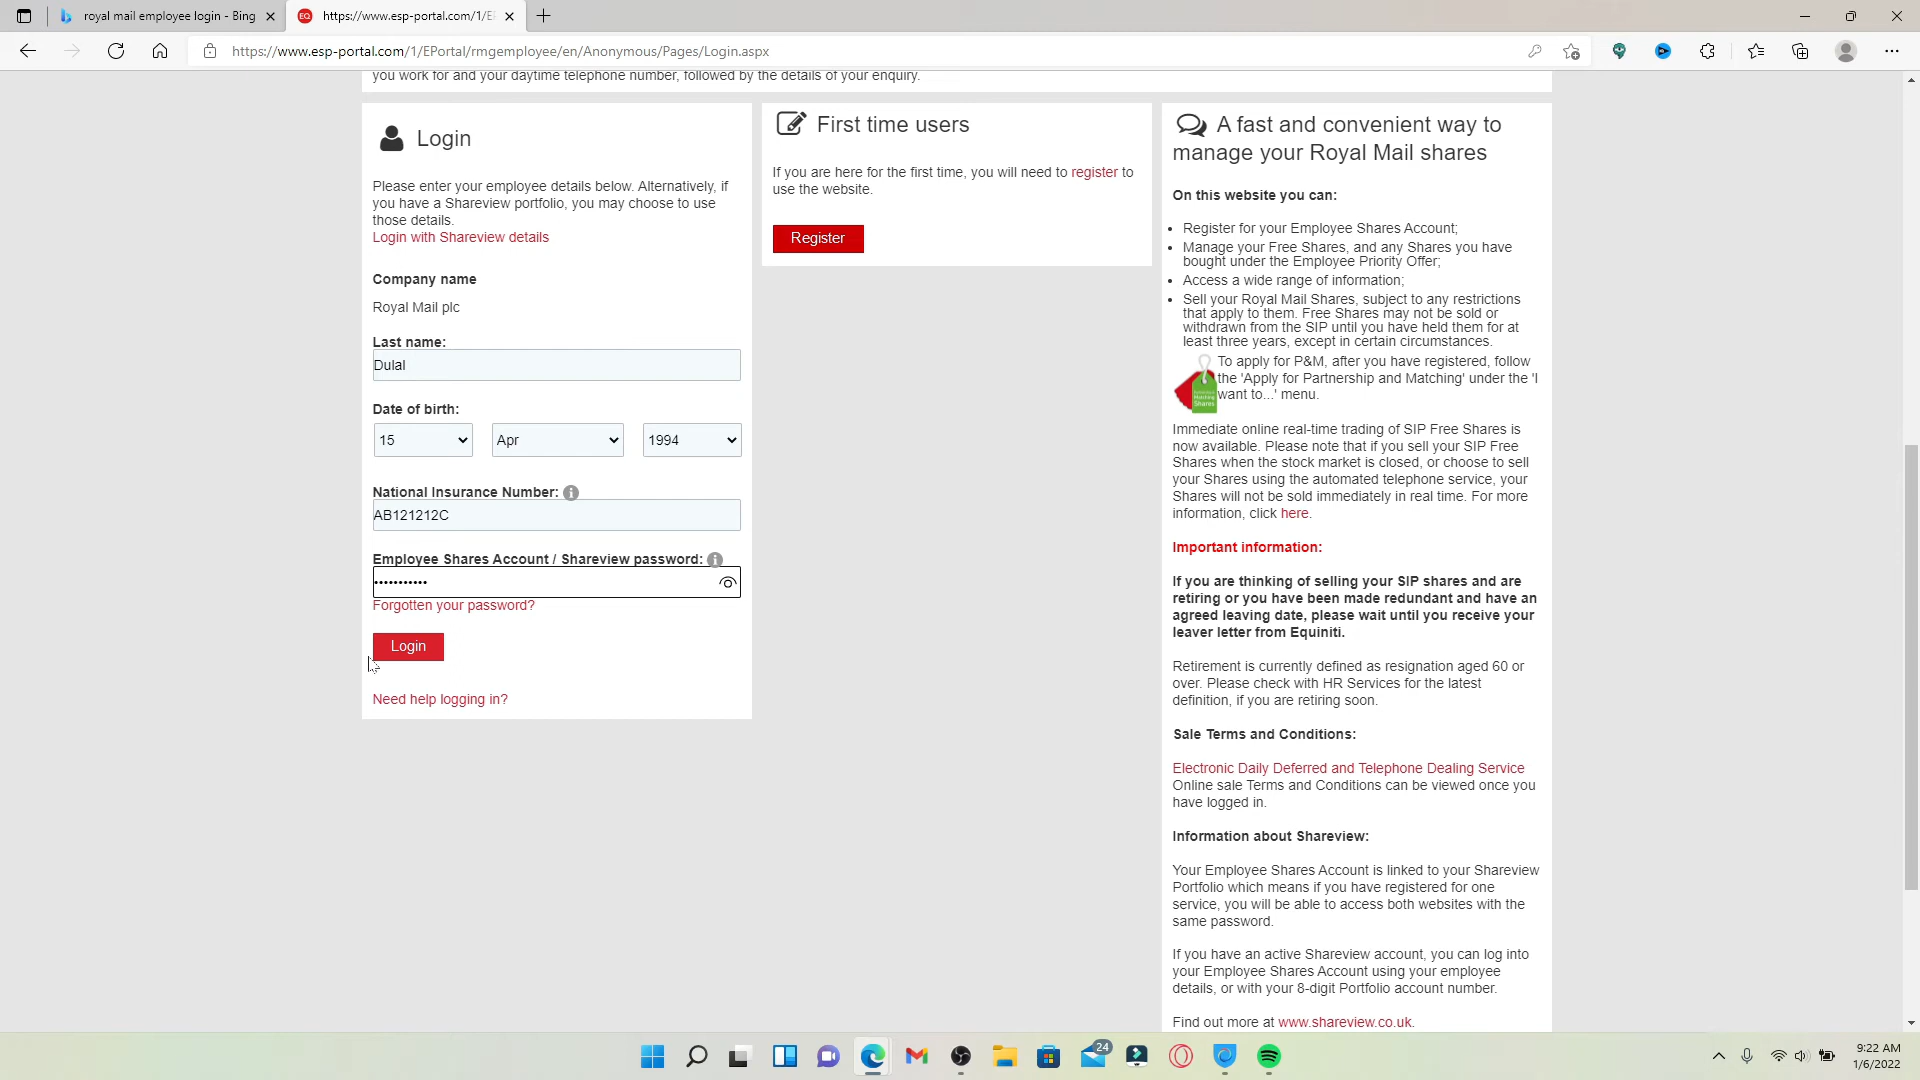 royal mail employee login - Bing
https://www.esp-portal.com/1/E
https://www.esp-portal.com/1/EPortal/rmgemployee/en/Anonymous/Pages/Login.aspx
you work for and your daytime telephone number, followed by the details of your enquiry.
Login
Please enter your employee details below. Alternatively, if
you have a Shareview portfolio, you may choose to use
those details.
Login with Shareview details
Company name
Royal Mail plc
Last name:
Dulal
Date of birth:
15 Apr 1994
National Insurance Number:
AB121212C
Employee Shares Account / Shareview password:
•••••••••••
Forgotten your password?
Login
Need help logging in?
First time users
If you are here for the first time, you will need to register to
use the website.
Register
A fast and convenient way to
manage your Royal Mail shares
On this website you can:
• Register for your Employee Shares Account;
• Manage your Free Shares, and any Shares you have
bought under the Employee Priority Offer;
• Access a wide range of information;
• Sell your Royal Mail Shares, subject to any restrictions
that apply to them. Free Shares may not be sold or
withdrawn from the SIP until you have held them for at
least three years, except in certain circumstances.
To apply for P&M, after you have registered, follow
the 'Apply for Partnership and Matching' under the 'I
want to...' menu.
Immediate online real-time trading of SIP Free Shares is
now available. Please note that if you sell your SIP Free
Shares when the stock market is closed, or choose to sell
your Shares using the automated telephone service, your
Shares will not be sold immediately in real time. For more
information, click here.
Important information:
If you are thinking of selling your SIP shares and are
retiring or you have been made redundant and have an
agreed leaving date, please wait until you receive your
leaver letter from Equiniti.
Retirement is currently defined as resignation aged 60 or
over. Please check with HR Services for the latest
definition, if you are retiring soon.
Sale Terms and Conditions:
Electronic Daily Deferred and Telephone Dealing Service
Online sale Terms and Conditions can be viewed once you
have logged in.
Information about Shareview:
Your Employee Shares Account is linked to your Shareview
Portfolio which means if you have registered for one
service, you will be able to access both websites with the
same password.
If you have an active Shareview account, you can log into
your Employee Shares Account using your employee
details, or with your 8-digit Portfolio account number.
Find out more at www.shareview.co.uk.
24
9:22 AM
1/6/2022